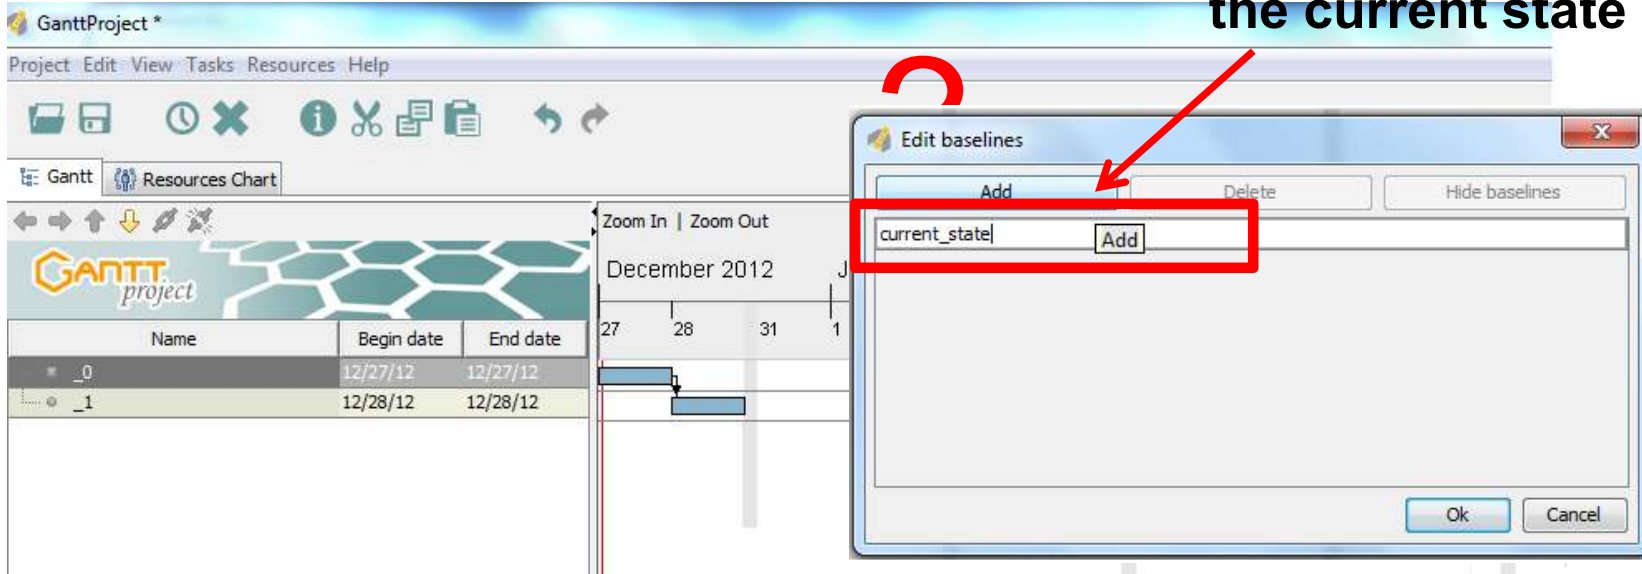 the current state
GanttProject *
Project Edit View Tasks Resources Help
2
Edit baselines
Gantt
Resources Chart
Add
Delete
Hide baselines
current_state
Add
Zoom In | Zoom Out
GANTT
project
December 2012
J
Name
Begin date
End date
27 28 31 1
_0 12/27/12 12/27/12
_1 12/28/12 12/28/12
Ok
Cancel